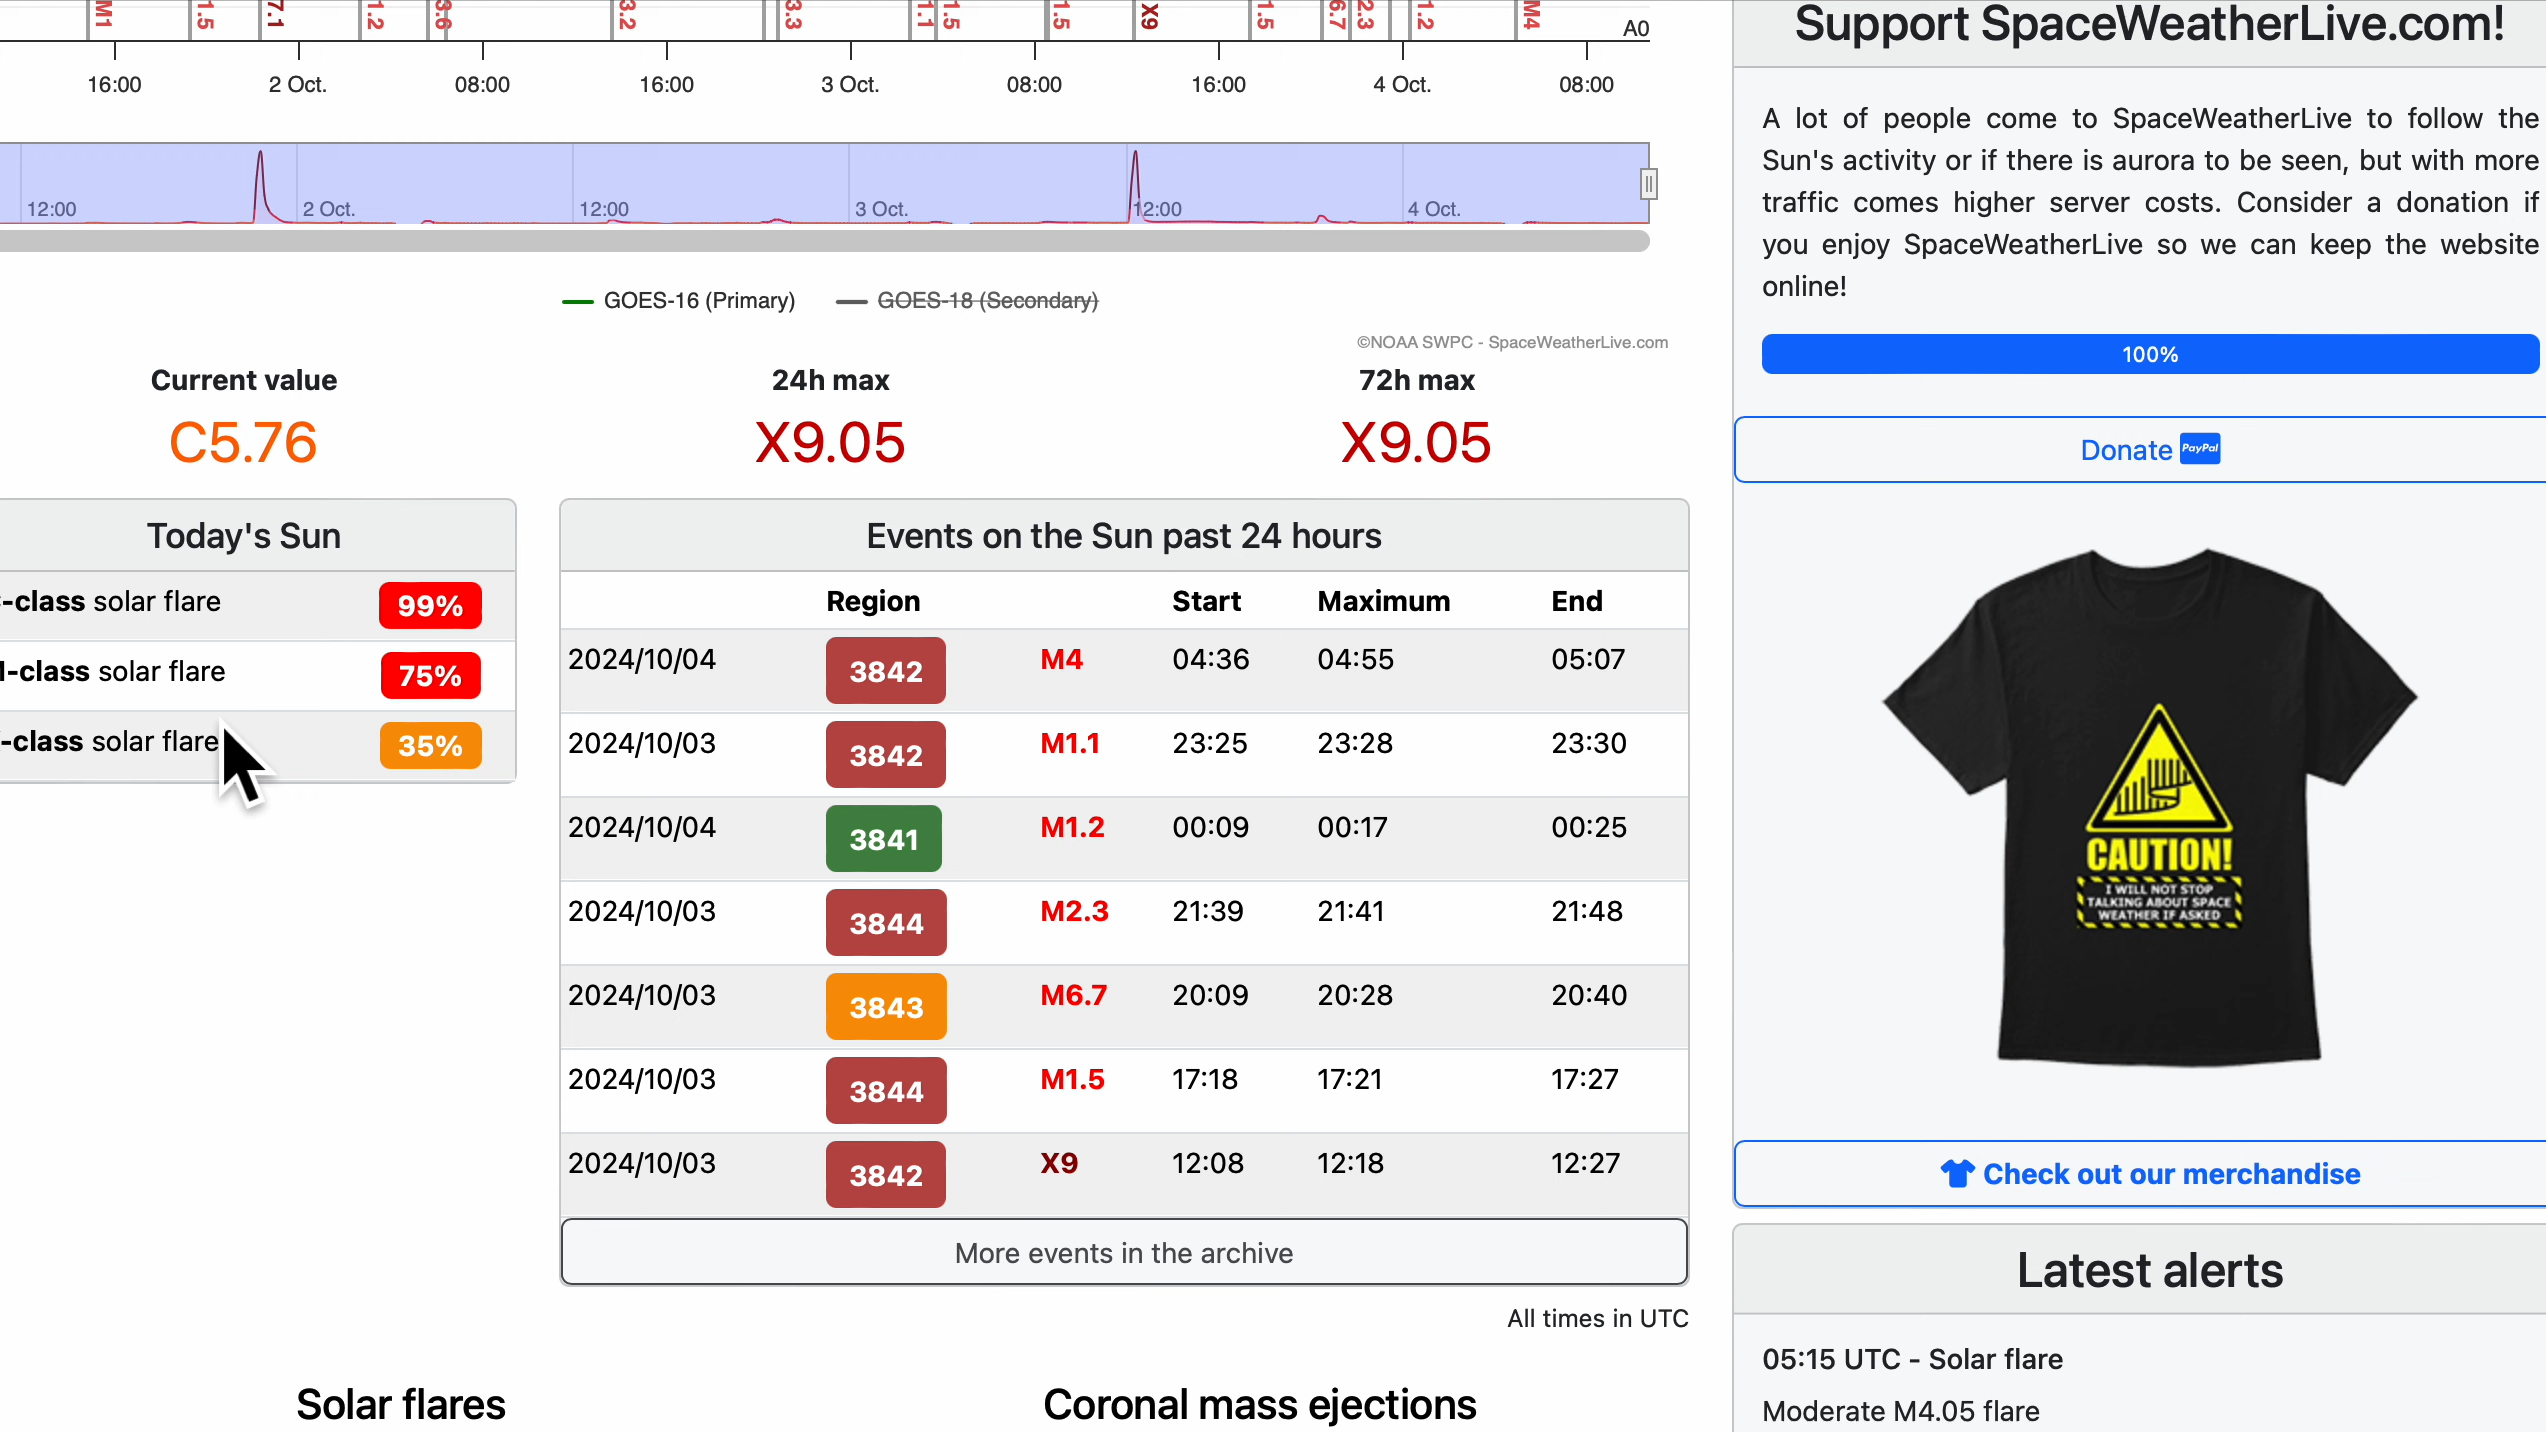 M1 1.5 7.1 1.2 3.6 3.2 3.3 1.1 1.5 1.5 X9 1.5 6.7 2.3 1.2 M4
A0
16:00 2 Oct. 08:00 16:00 3 Oct. 08:00 16:00 4 Oct. 08:00
12:00 2 Oct. 12:00 3 Oct. 12:00 4 Oct.
GOES-16 (Primary) GOES-18 (Secondary)
©NOAA SWPC - SpaceWeatherLive.com
Current value 24h max 72h max
C5.76 X9.05 X9.05
Today's Sun
-class solar flare 99%
-class solar flare 75%
-class solar flare 35%
Events on the Sun past 24 hours
Region Start Maximum End
2024/10/04 3842 M4 04:36 04:55 05:07
2024/10/03 3842 M1.1 23:25 23:28 23:30
2024/10/04 3841 M1.2 00:09 00:17 00:25
2024/10/03 3844 M2.3 21:39 21:41 21:48
2024/10/03 3843 M6.7 20:09 20:28 20:40
2024/10/03 3844 M1.5 17:18 17:21 17:27
2024/10/03 3842 X9 12:08 12:18 12:27
More events in the archive
All times in UTC
Solar flares
Coronal mass ejections
Support SpaceWeatherLive.com!
A lot of people come to SpaceWeatherLive to follow the
Sun's activity or if there is aurora to be seen, but with more
traffic comes higher server costs. Consider a donation if
you enjoy SpaceWeatherLive so we can keep the website
online!
100%
Donate PayPal
CAUTION!
I WILL NOT STOP
TALKING ABOUT SPACE
WEATHER IF ASKED
Check out our merchandise
Latest alerts
05:15 UTC - Solar flare
Moderate M4.05 flare